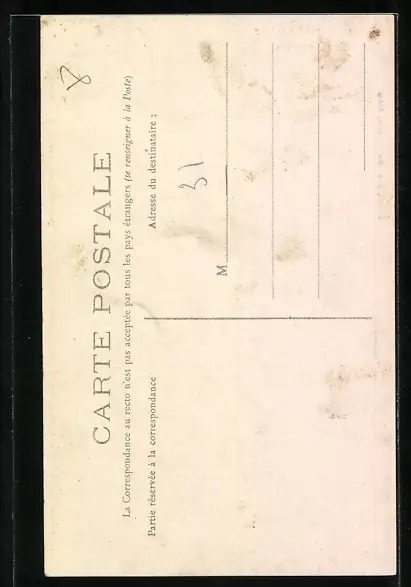 8
CARTE POSTALE
La Correspondance au recto n'est pas acceptée par tous les pays étrangers (se renseigner à la Poste)
Partie réservée à la correspondance
Adresse du destinataire :
31
M